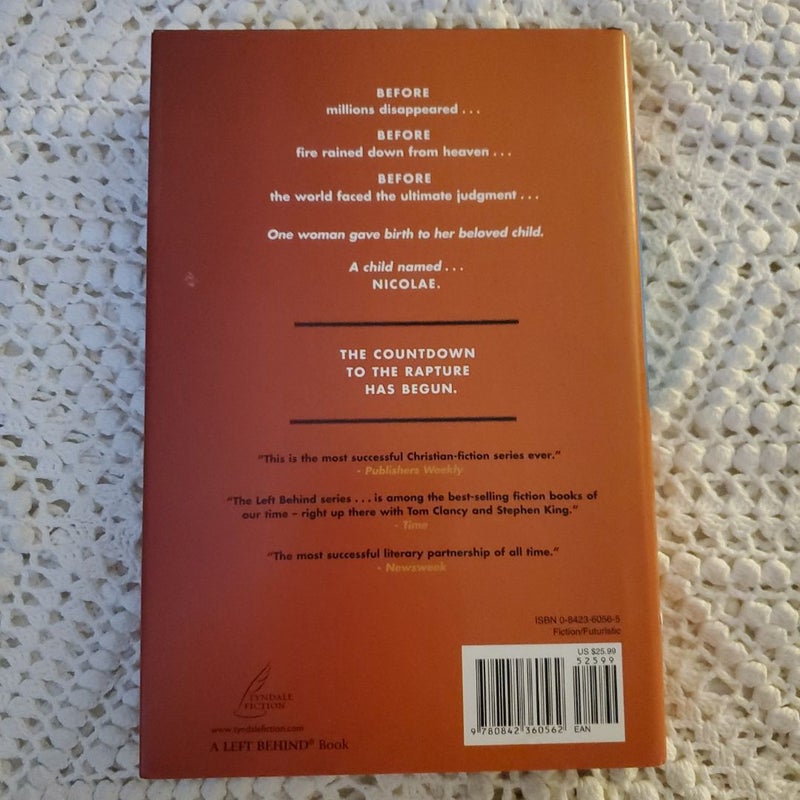 BEFORE
millions disappeared . . .
BEFORE
fire rained down from heaven . . .
BEFORE
the world faced the ultimate judgment . . .
One woman gave birth to her beloved child.
A child named . . .
NICOLAE.
THE COUNTDOWN
TO THE RAPTURE
HAS BEGUN.
"This is the most successful Christian-fiction series ever."
- Publishers Weekly
"The Left Behind series . . . is among the best-selling fiction books of
our time – right up there with Tom Clancy and Stephen King."
- Time
"The most successful literary partnership of all time."
- Newsweek
ISBN 0-8423-6056-5
Fiction/Futuristic
US $25.99
52599
9 780842 360562
EAN
TYNDALE
FICTION
www.tyndalefiction.com
A LEFT BEHIND® Book